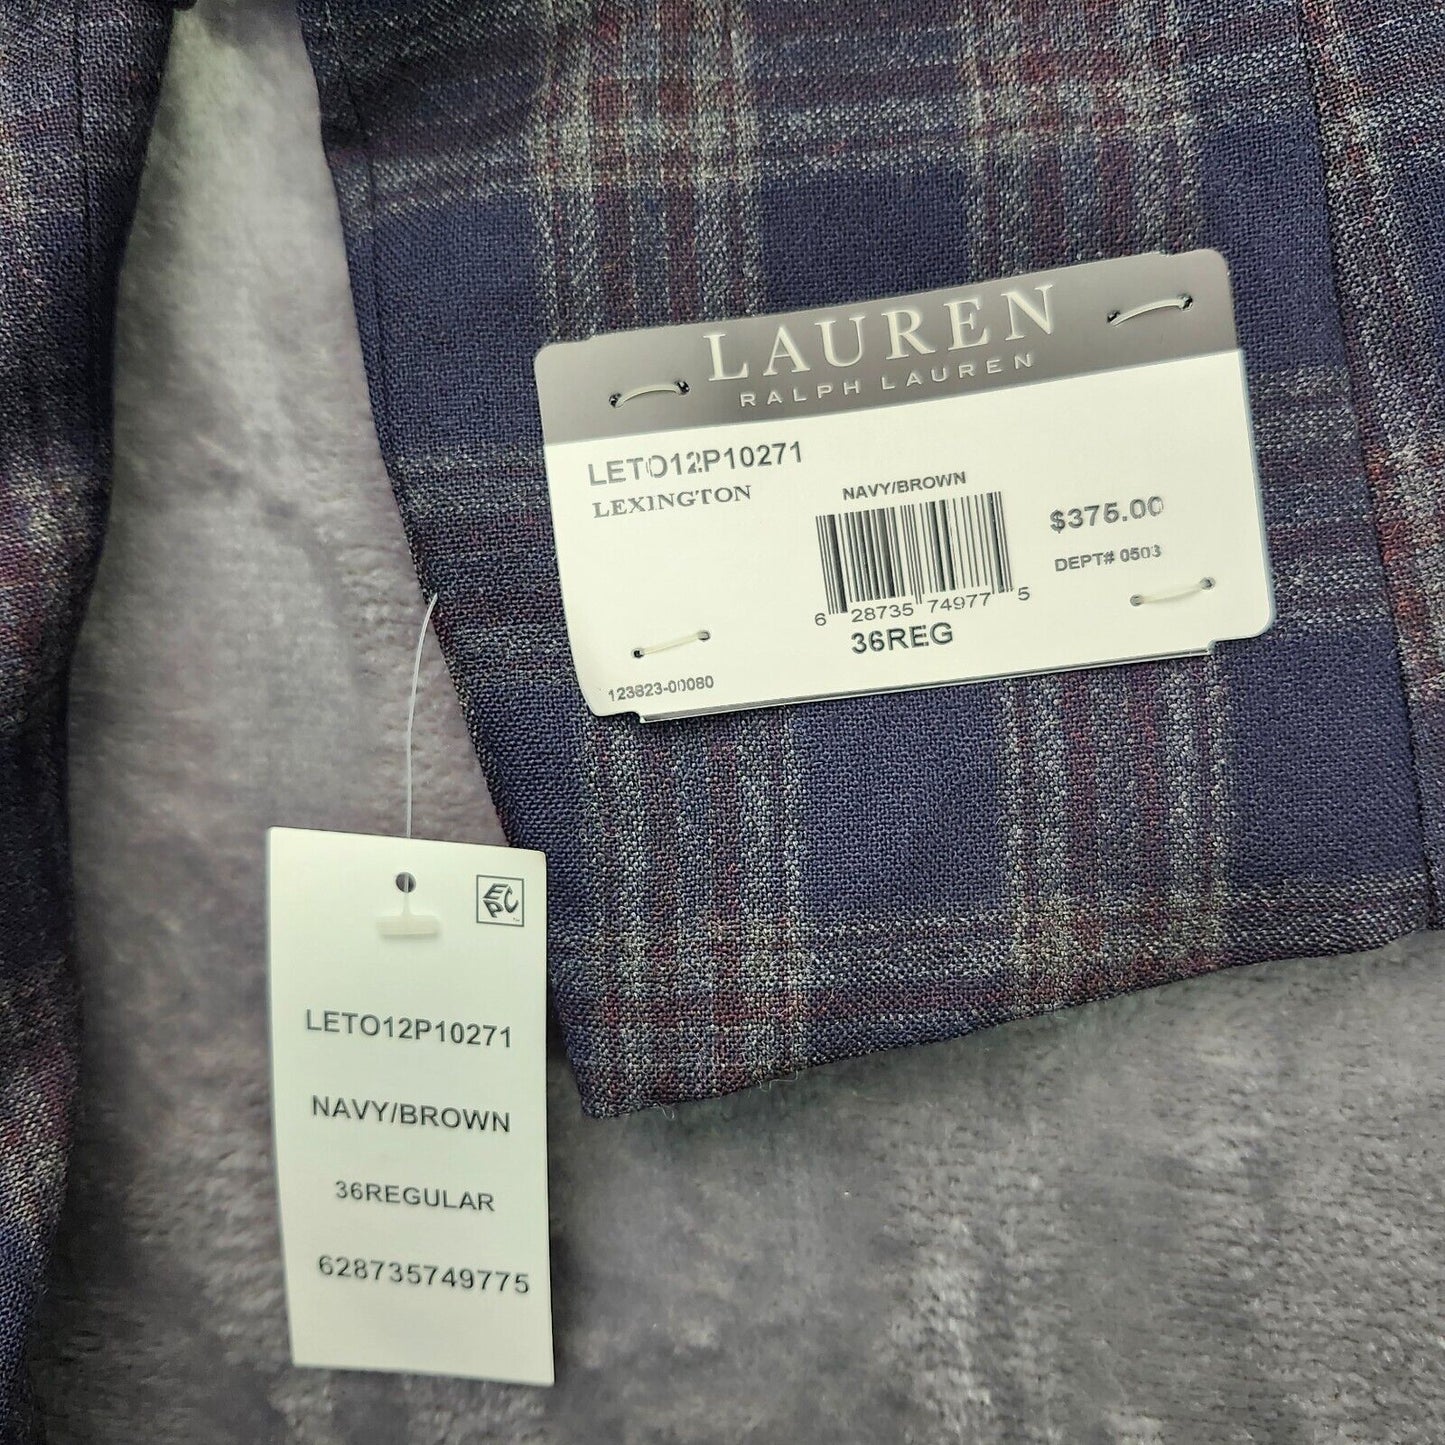 LAUREN
RALPH LAUREN
LETO12P10271
LEXINGTON
NAVY/BROWN
$375.00
DEPT# 0503
6 28735 74977 5
36REG
123823-00080
EPC
LETO12P10271
NAVY/BROWN
36REGULAR
628735749775